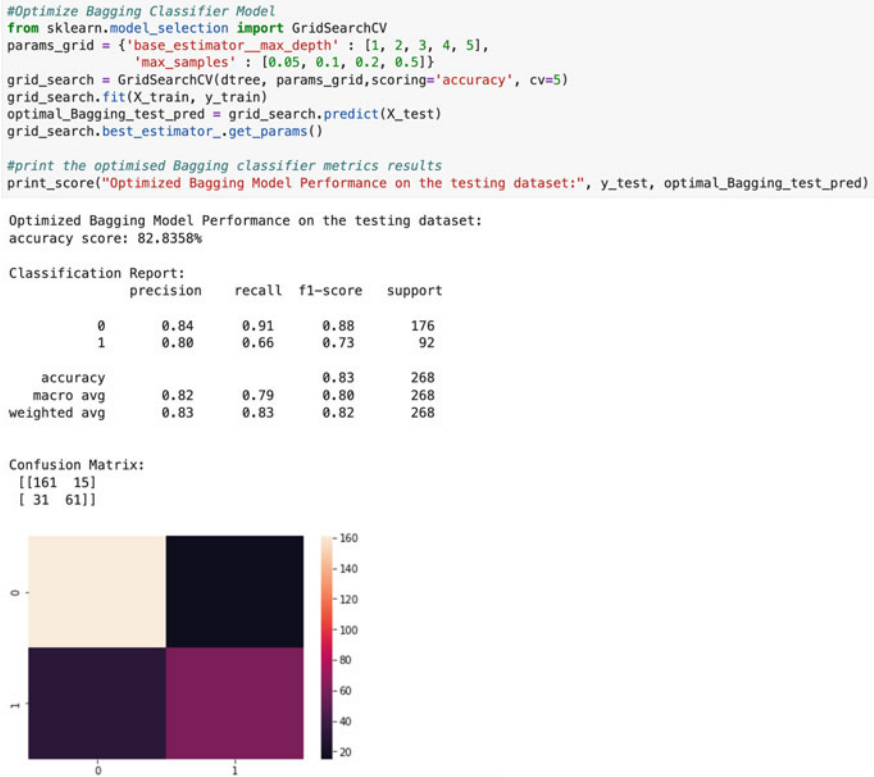 #Optimize Bagging Classifier Model
from sklearn.model_selection import GridSearchCV
params_grid = {'base_estimator__max_depth' : [1, 2, 3, 4, 5],
'max_samples' : [0.05, 0.1, 0.2, 0.5]}
grid_search = GridSearchCV(dtree, params_grid,scoring='accuracy', cv=5)
grid_search.fit(X_train, y_train)
optimal_Bagging_test_pred = grid_search.predict(X_test)
grid_search.best_estimator_.get_params()
#print the optimised Bagging classifier metrics results
print_score("Optimized Bagging Model Performance on the testing dataset:", y_test, optimal_Bagging_test_pred)
Optimized Bagging Model Performance on the testing dataset:
accuracy score: 82.8358%
Classification Report:
precision recall f1-score support
0 0.84 0.91 0.88 176
1 0.80 0.66 0.73 92
accuracy 0.83 268
macro avg 0.82 0.79 0.80 268
weighted avg 0.83 0.83 0.82 268
Confusion Matrix:
[[161 15]
[ 31 61]]
160
140
120
100
80
60
40
20
0
1
0 1